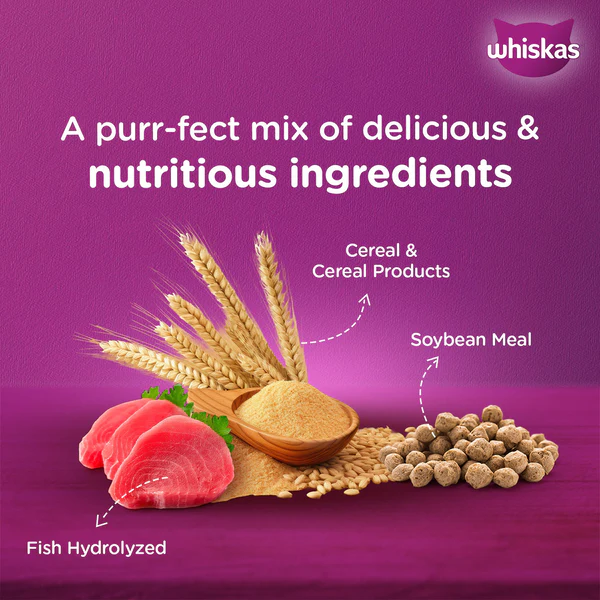 whiskas
A purr-fect mix of delicious &
nutritious ingredients
Cereal &
Cereal Products
Soybean Meal
Fish Hydrolyzed